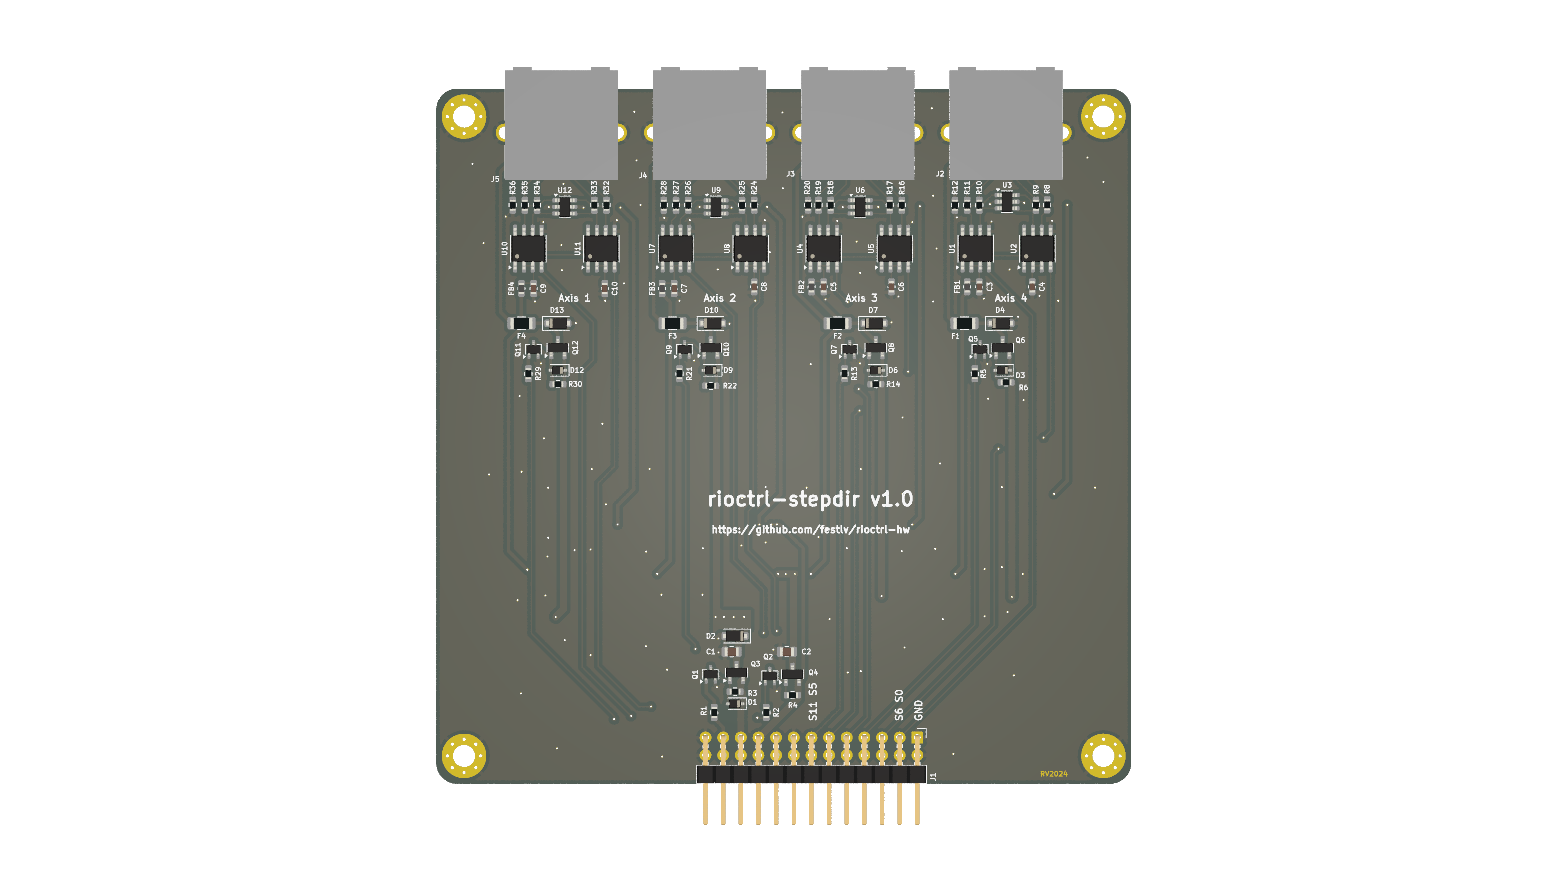 J5 J4 J3 J2
R36 R35 R34 U12 R33 R32 R28 R27 R26 U9 R25 R24 R20 R19 R18 U6 R17 R16 R12 R11 R10 U3 R9 R8
U10 U11 U7 U8 U4 U5 U1 U2
FB4 C9 C10 FB3 C7 C8 FB2 C5 C6 FB1 C3 C4
Axis 1 Axis 2 Axis 3 Axis 4
D13 D10 D7 D4
F4 F3 F2 F1
Q11 Q12 Q9 Q10 Q7 Q8 Q5 Q6
R29 D12 R21 D9 R13 D6 R5 D3
R30 R22 R14 R6
rioctrl-stepdir v1.0
https://github.com/festlv/rioctrl-hw
D2
C1 C2
Q1 Q3 Q2 Q4
R3
D1 R4
R1 R2
S11 S5 S6 S0 GND
J1
RV2024